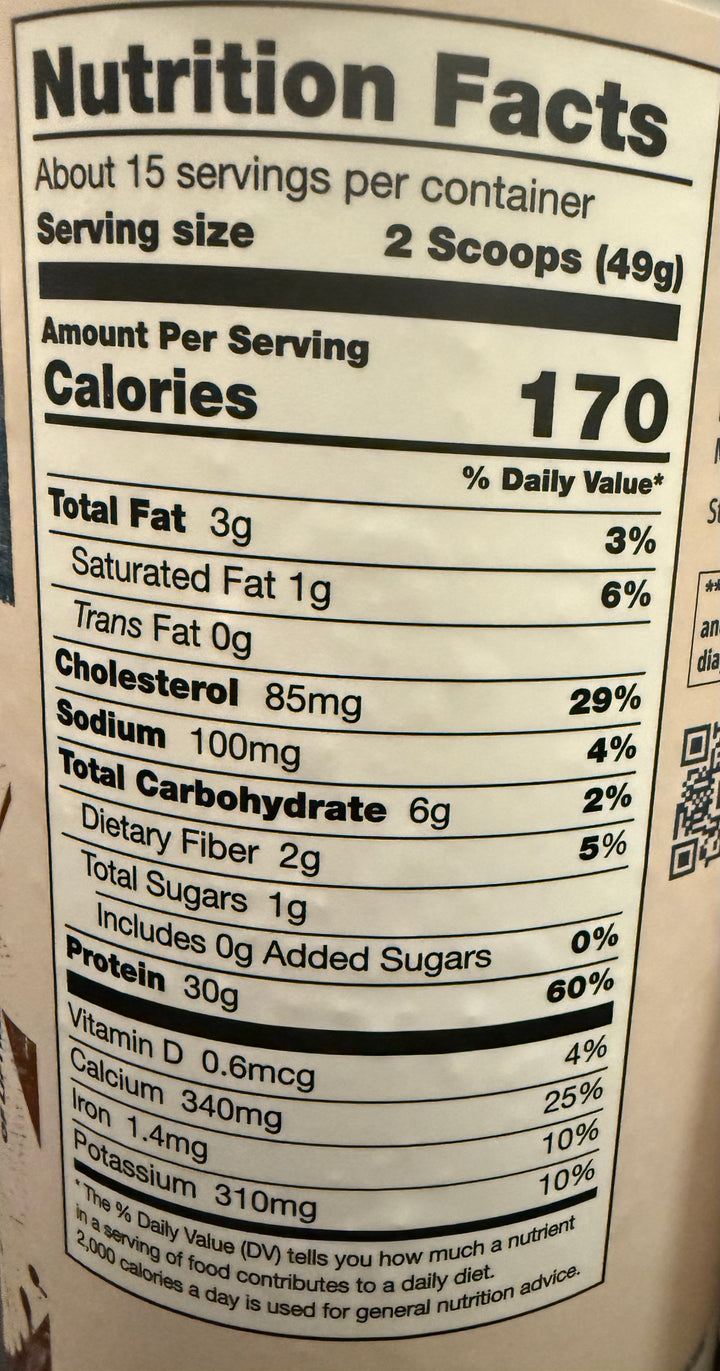 Nutrition Facts
About 15 servings per container
Serving size 2 Scoops (49g)
Amount Per Serving
Calories 170
% Daily Value*
Total Fat 3g 3%
Saturated Fat 1g 6%
Trans Fat 0g
Cholesterol 85mg 29%
Sodium 100mg 4%
Total Carbohydrate 6g 2%
Dietary Fiber 2g 5%
Total Sugars 1g
Includes 0g Added Sugars 0%
Protein 30g 60%
Vitamin D 0.6mcg 4%
Calcium 340mg 25%
Iron 1.4mg 10%
Potassium 310mg 10%
* The % Daily Value (DV) tells you how much a nutrient
in a serving of food contributes to a daily diet.
2,000 calories a day is used for general nutrition advice.